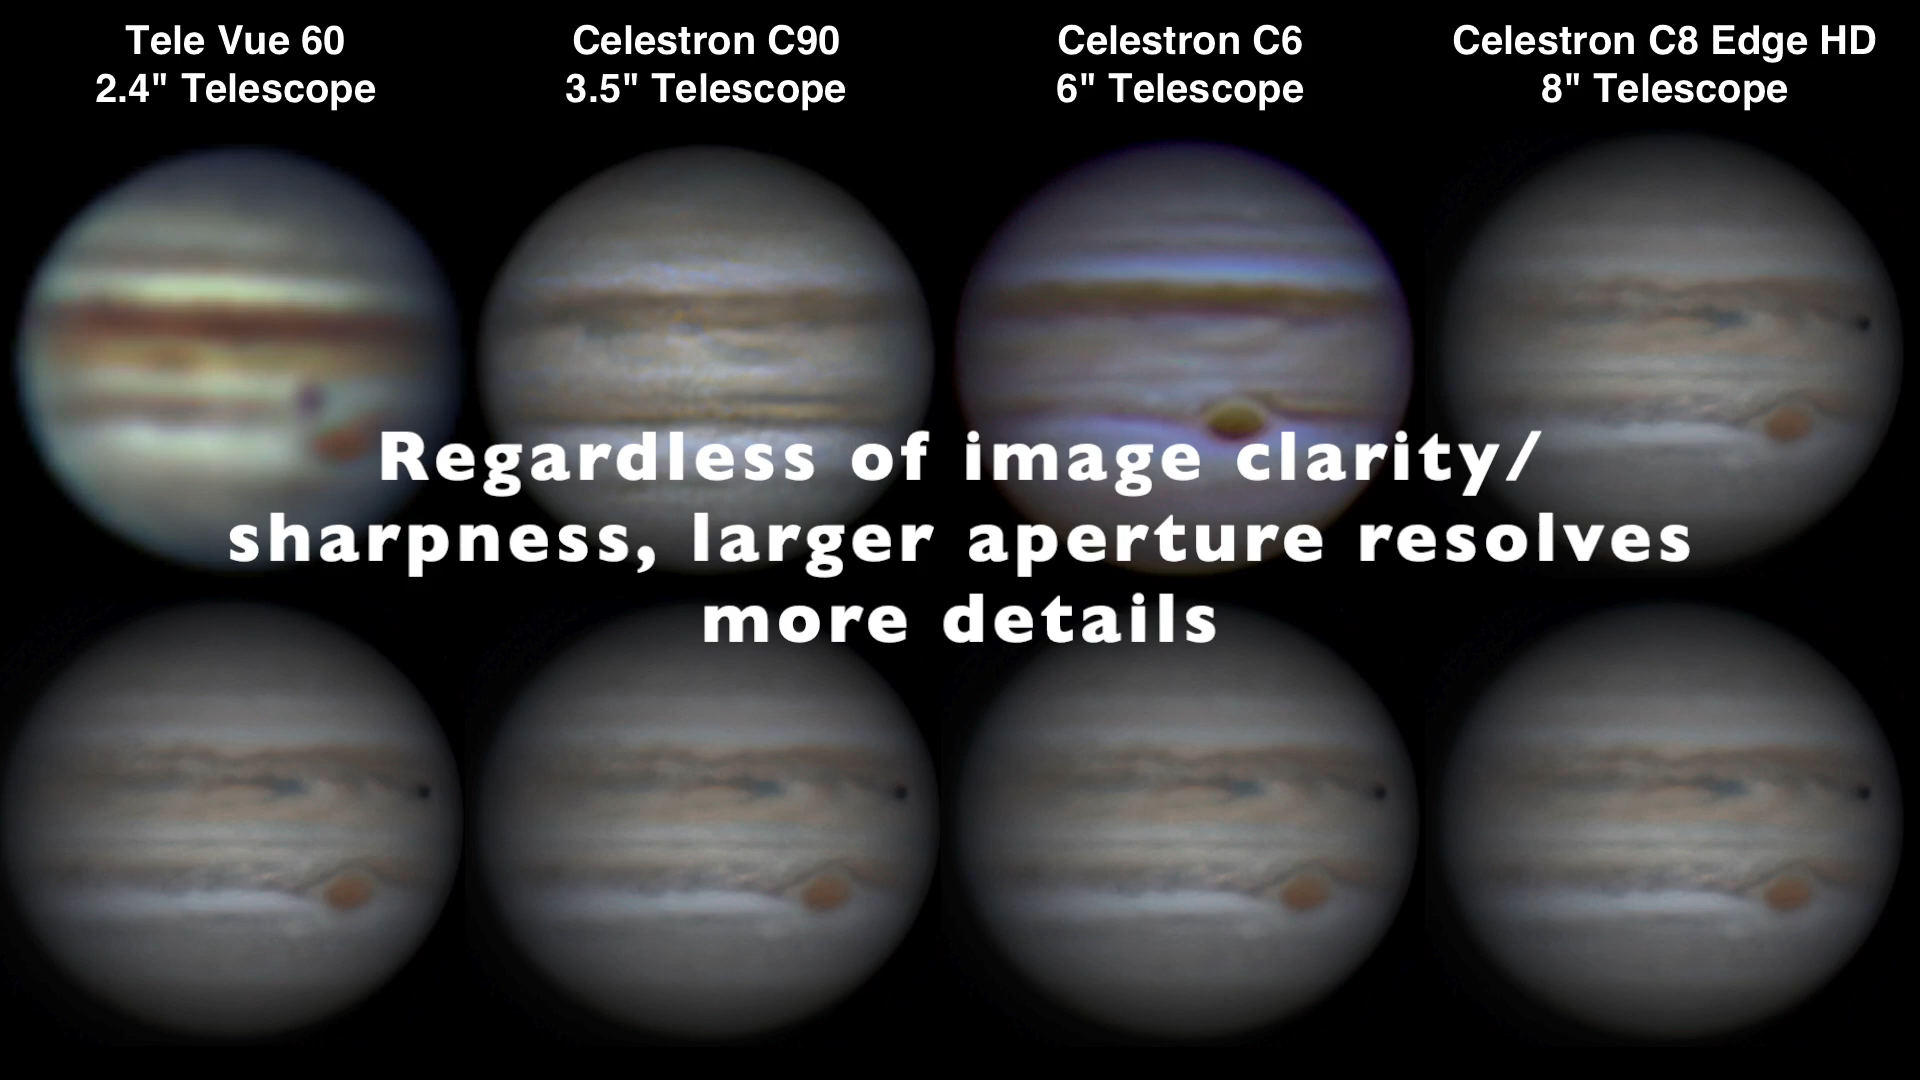 Tele Vue 60
2.4" Telescope
Celestron C90
3.5" Telescope
Celestron C6
6" Telescope
Celestron C8 Edge HD
8" Telescope
Regardless of image clarity/
sharpness, larger aperture resolves
more details